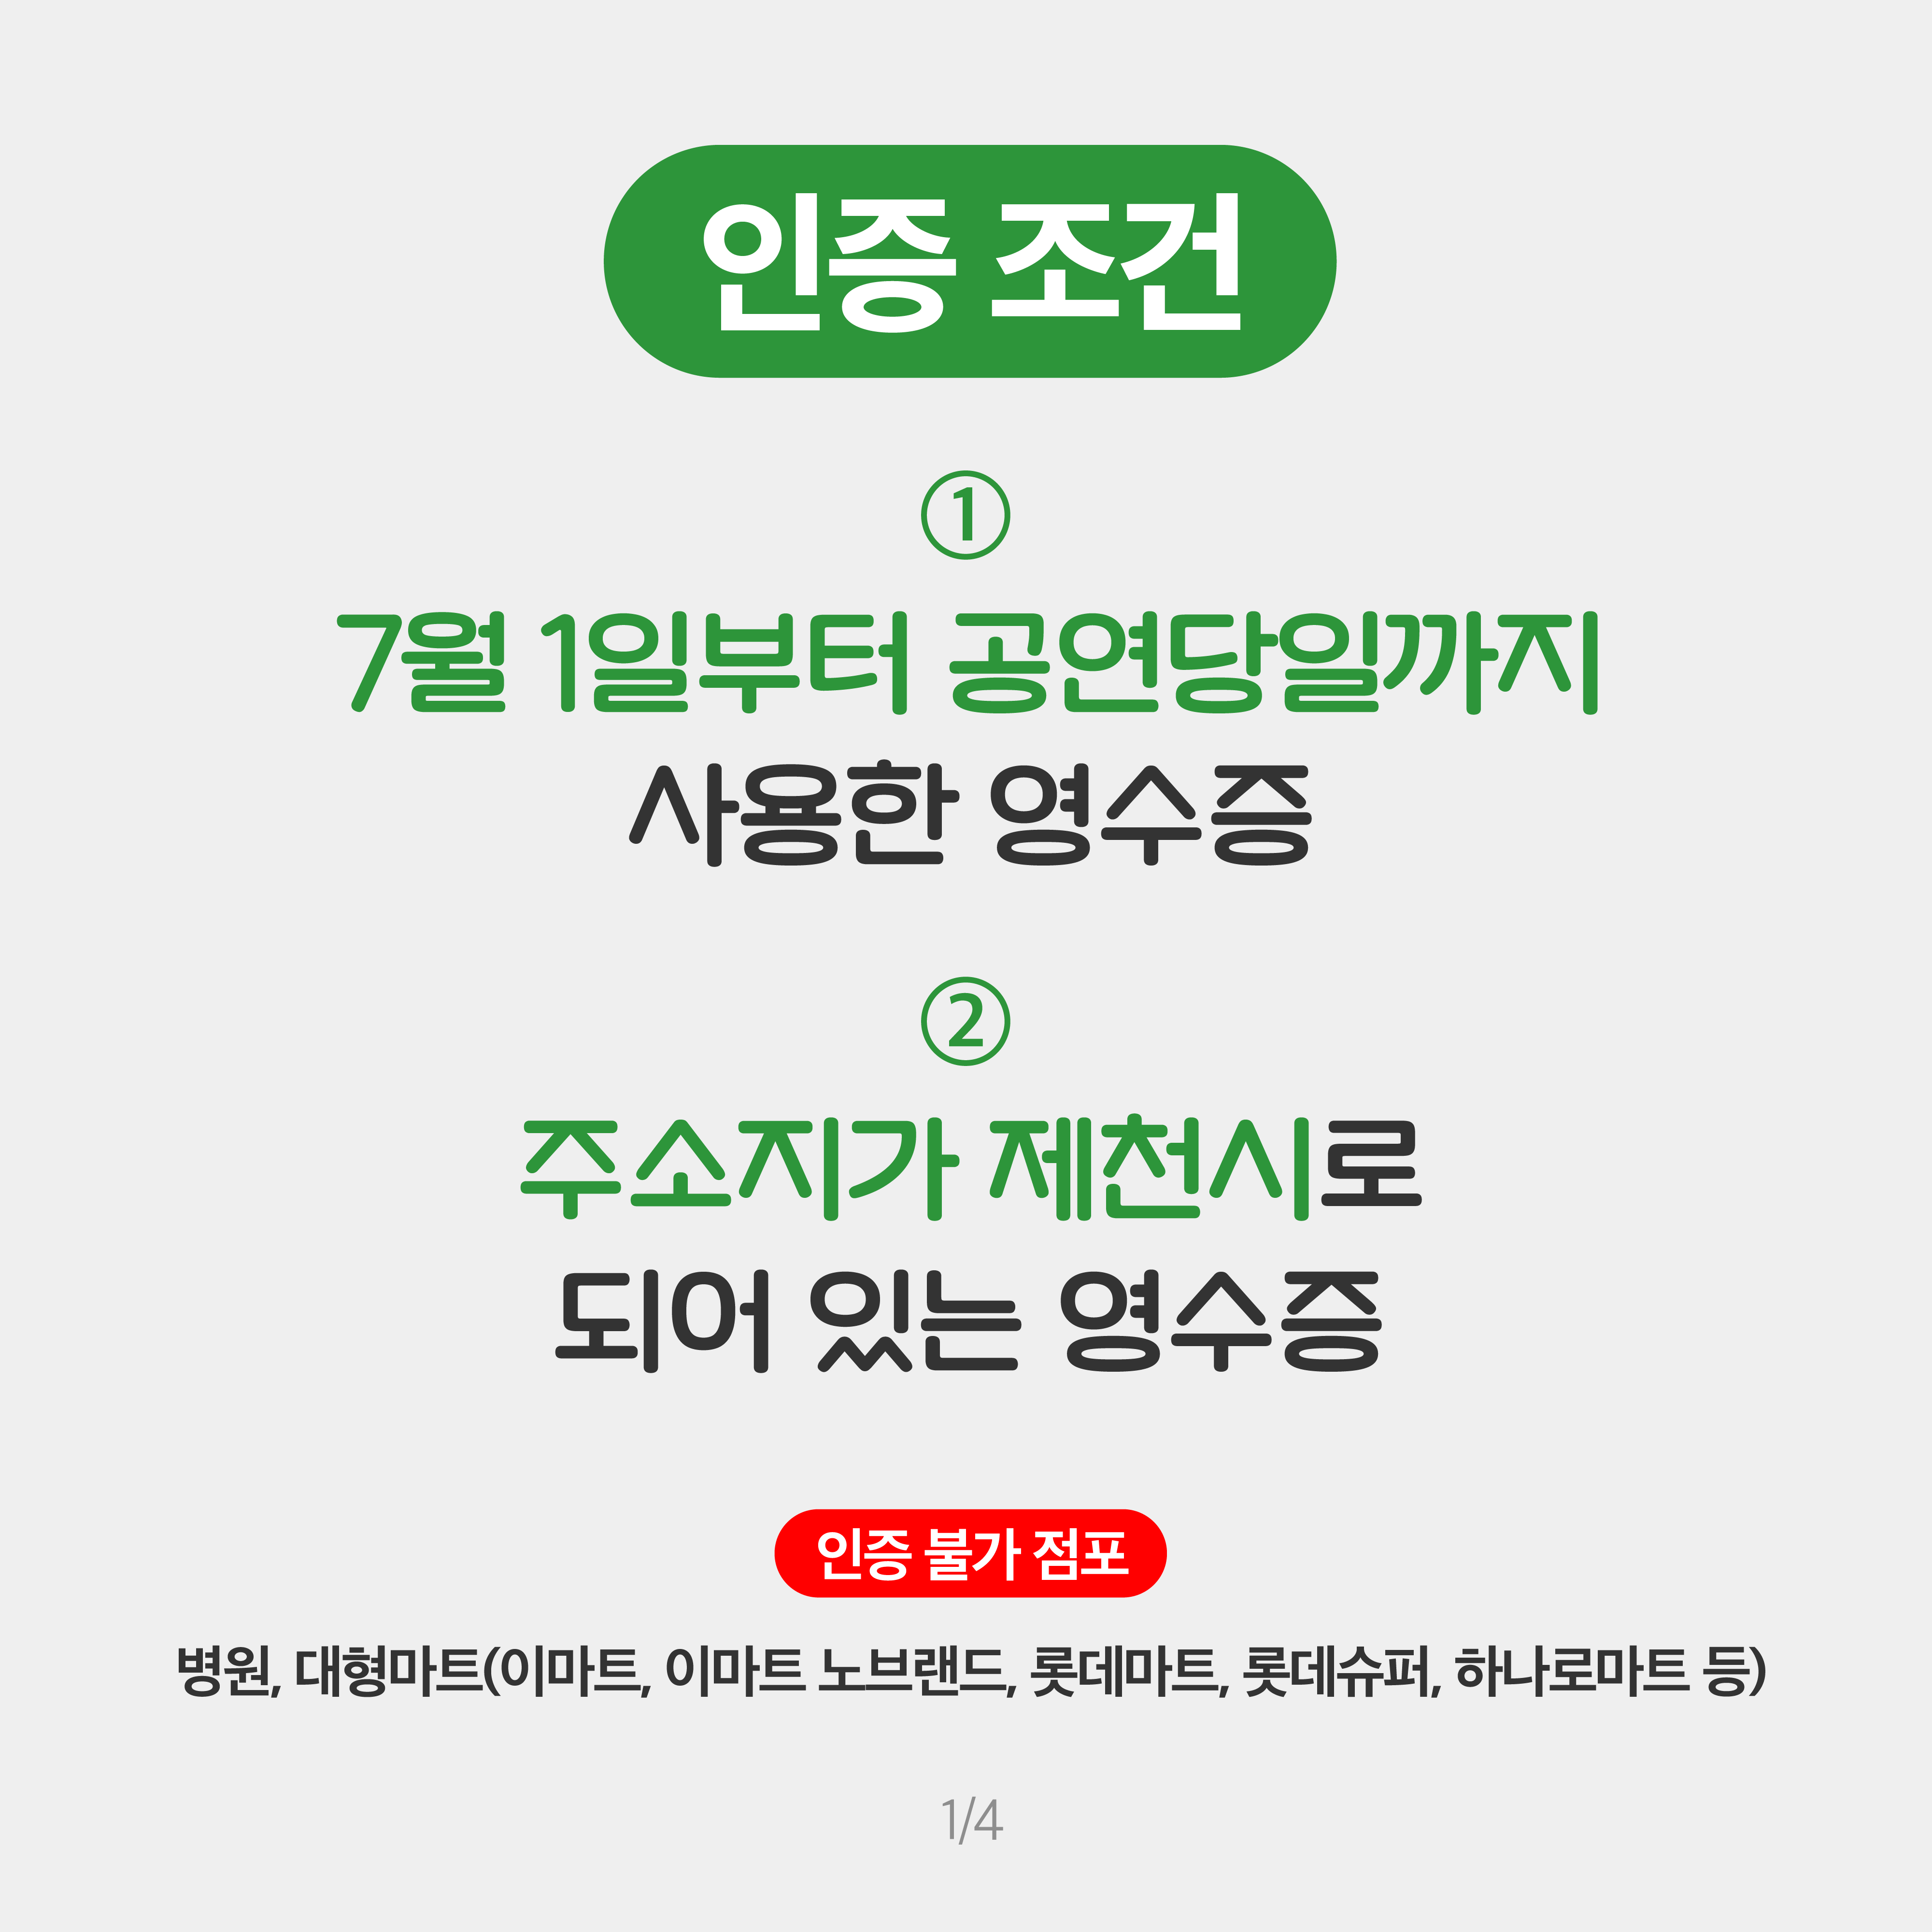 인증 조건
①
7월 1일부터 공연당일까지
사용한 영수증
②
주소지가 제천시로
되어 있는 영수증
인증 불가 점포
병원, 대형마트(이마트, 이마트 노브랜드, 롯데마트, 롯데슈퍼, 하나로마트 등)
1/4